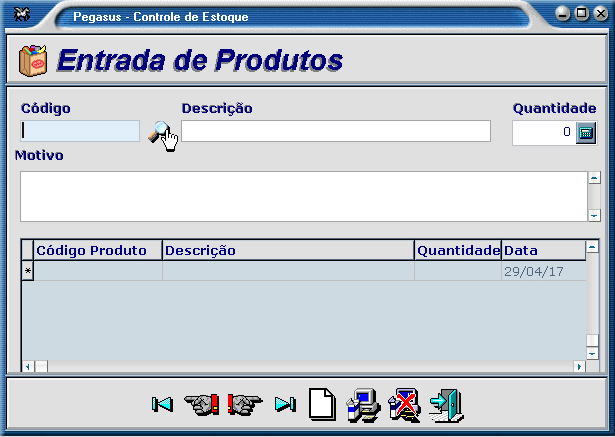 Pegasus - Controle de Estoque
Entrada de Produtos
Código Descrição Quantidade
0
Motivo
Código Produto Descrição Quantidade Data
* 29/04/17